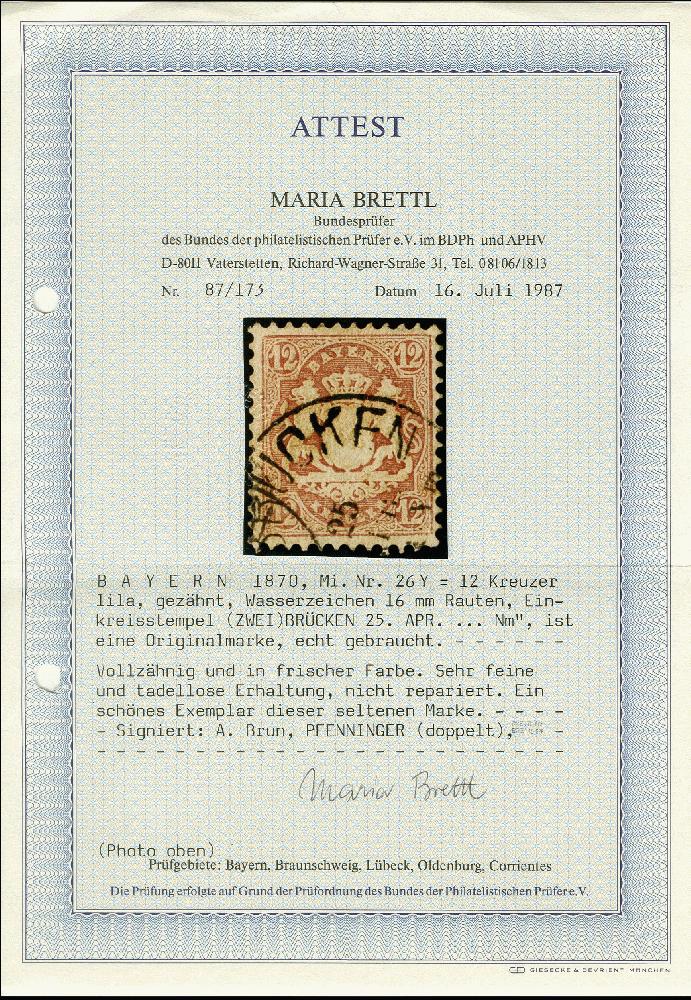 ATTEST
MARIA BRETTL
Bundesprüfer
des Bundes der philatelistischen Prüfer e.V. im BDPh und APHV
D-8011 Vaterstetten, Richard-Wagner-Straße 31, Tel. 08106/1813
Nr. 87/173 Datum 16. Juli 1987
12 BAYERN 12
ÜCKEN
25
12
B A Y E R N 1870, Mi. Nr. 26Y = 12 Kreuzer
lila, gezähnt, Wasserzeichen 16 mm Rauten, Ein-
kreisstempel (ZWEI)BRÜCKEN 25. APR. ... Nm", ist
eine Originalmarke, echt gebraucht. - - - - - -
Vollzähnig und in frischer Farbe. Sehr feine
und tadellose Erhaltung, nicht repariert. Ein
schönes Exemplar dieser seltenen Marke. - - - -
- Signiert: A. Brun, PFENNINGER (doppelt), -
- - - - - - - - - - - - - - - - - - - - - - - -
Maria Brettl
(Photo oben)
Prüfgebiete: Bayern, Braunschweig, Lübeck, Oldenburg, Corrientes
Die Prüfung erfolgte auf Grund der Prüfordnung des Bundes der Philatelistischen Prüfer e.V.
GIESECKE & DEVRIENT MÜNCHEN